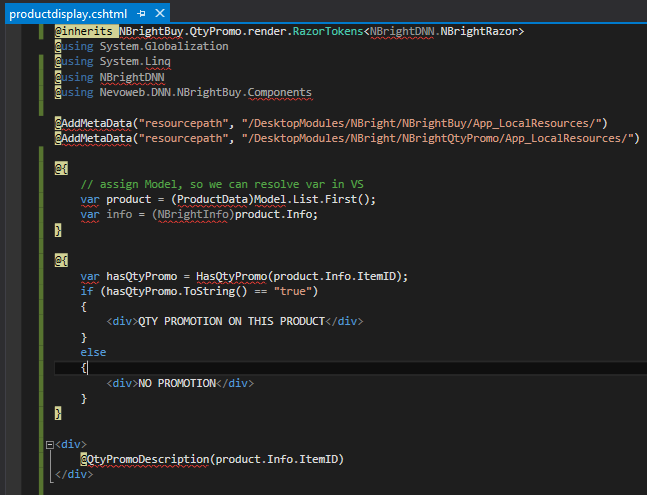 productdisplay.cshtml
@inherits NBrightBuy.QtyPromo.render.RazorTokens<NBrightDNN.NBrightRazor>
@using System.Globalization
@using System.Linq
@using NBrightDNN
@using Nevoweb.DNN.NBrightBuy.Components
@AddMetaData("resourcepath", "/DesktopModules/NBright/NBrightBuy/App_LocalResources/")
@AddMetaData("resourcepath", "/DesktopModules/NBright/NBrightQtyPromo/App_LocalResources/")
@{
// assign Model, so we can resolve var in VS
var product = (ProductData)Model.List.First();
var info = (NBrightInfo)product.Info;
}
@{
var hasQtyPromo = HasQtyPromo(product.Info.ItemID);
if (hasQtyPromo.ToString() == "true")
{
<div>QTY PROMOTION ON THIS PRODUCT</div>
}
else
{
<div>NO PROMOTION</div>
}
}
<div>
@QtyPromoDescription(product.Info.ItemID)
</div>